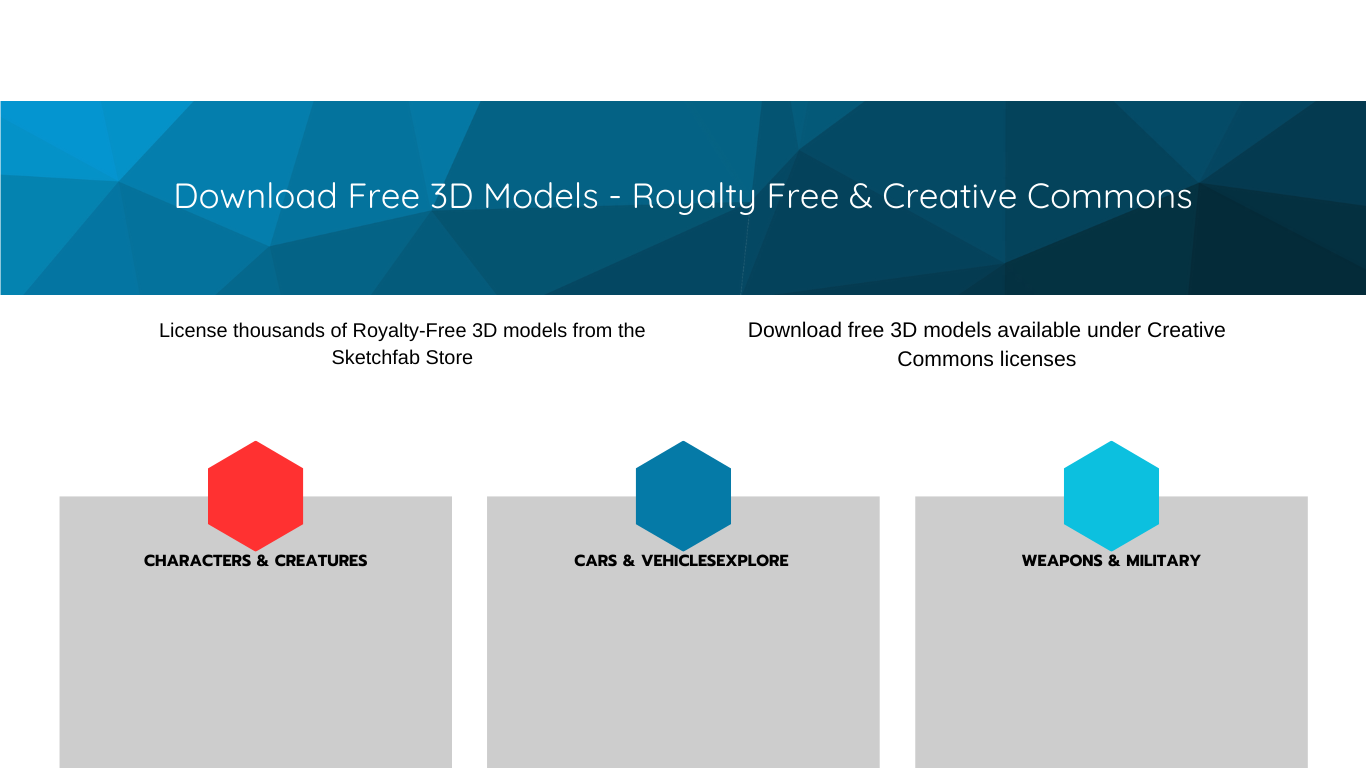 Download Free 3D Models - Royalty Free & Creative Commons
License thousands of Royalty-Free 3D models from the
Sketchfab Store
Download free 3D models available under Creative
Commons licenses
CHARACTERS & CREATURES
CARS & VEHICLESEXPLORE
WEAPONS & MILITARY